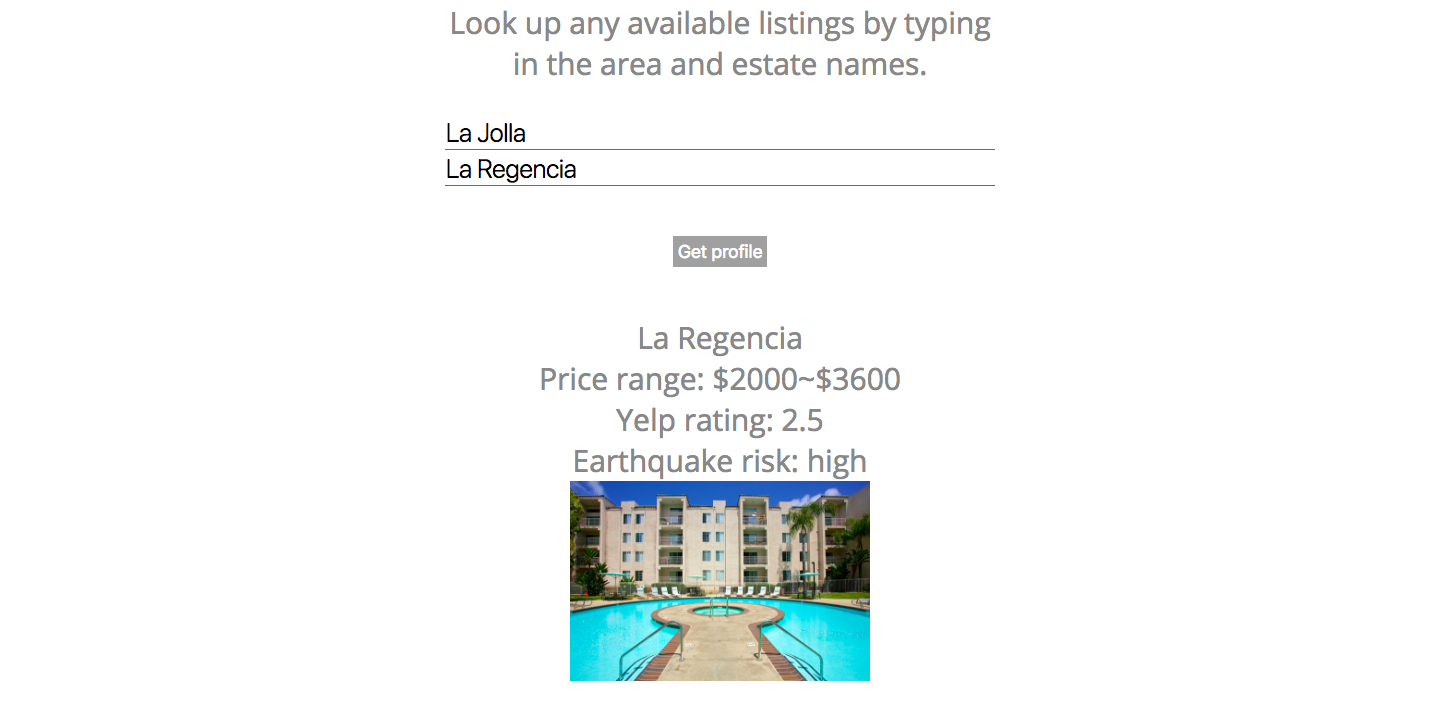 Look up any available listings by typing
in the area and estate names.
La Jolla
La Regencia
Get profile
La Regencia
Price range: $2000~$3600
Yelp rating: 2.5
Earthquake risk: high